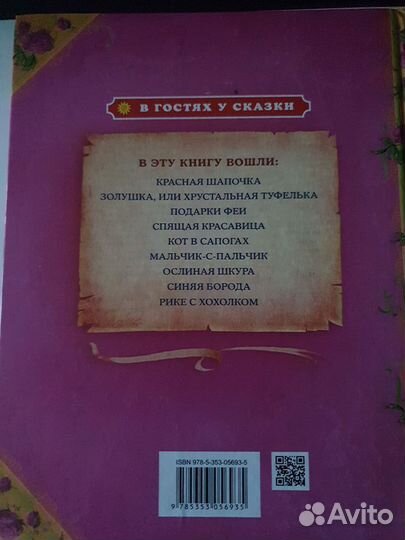 В ГОСТЯХ У СКАЗКИ
В ЭТУ КНИГУ ВОШЛИ:
КРАСНАЯ ШАПОЧКА
ЗОЛУШКА, ИЛИ ХРУСТАЛЬНАЯ ТУФЕЛЬКА
ПОДАРКИ ФЕИ
СПЯЩАЯ КРАСАВИЦА
КОТ В САПОГАХ
МАЛЬЧИК-С-ПАЛЬЧИК
ОСЛИНАЯ ШКУРА
СИНЯЯ БОРОДА
РИКЕ С ХОХОЛКОМ
ISBN 978-5-353-05693-5
9 785353 056935
Avito